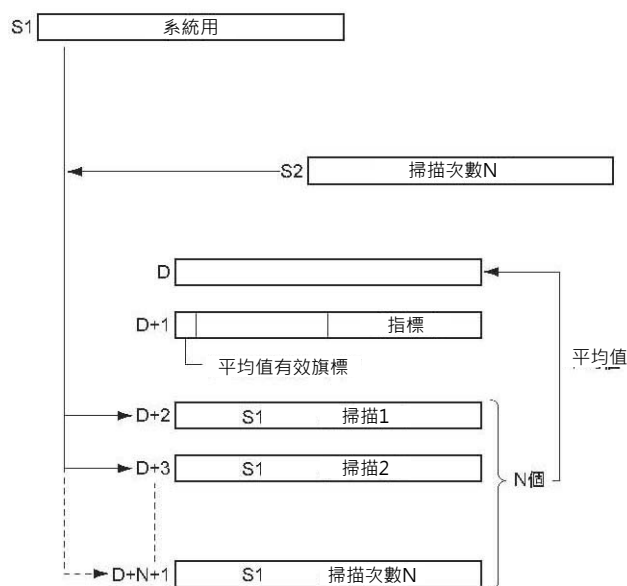 S1 系統用
S2 掃描次數N
D
D+1 指標
平均值有效旗標
平均值
D+2 S1 掃描1
D+3 S1 掃描2
N個
D+N+1 S1 掃描次數N